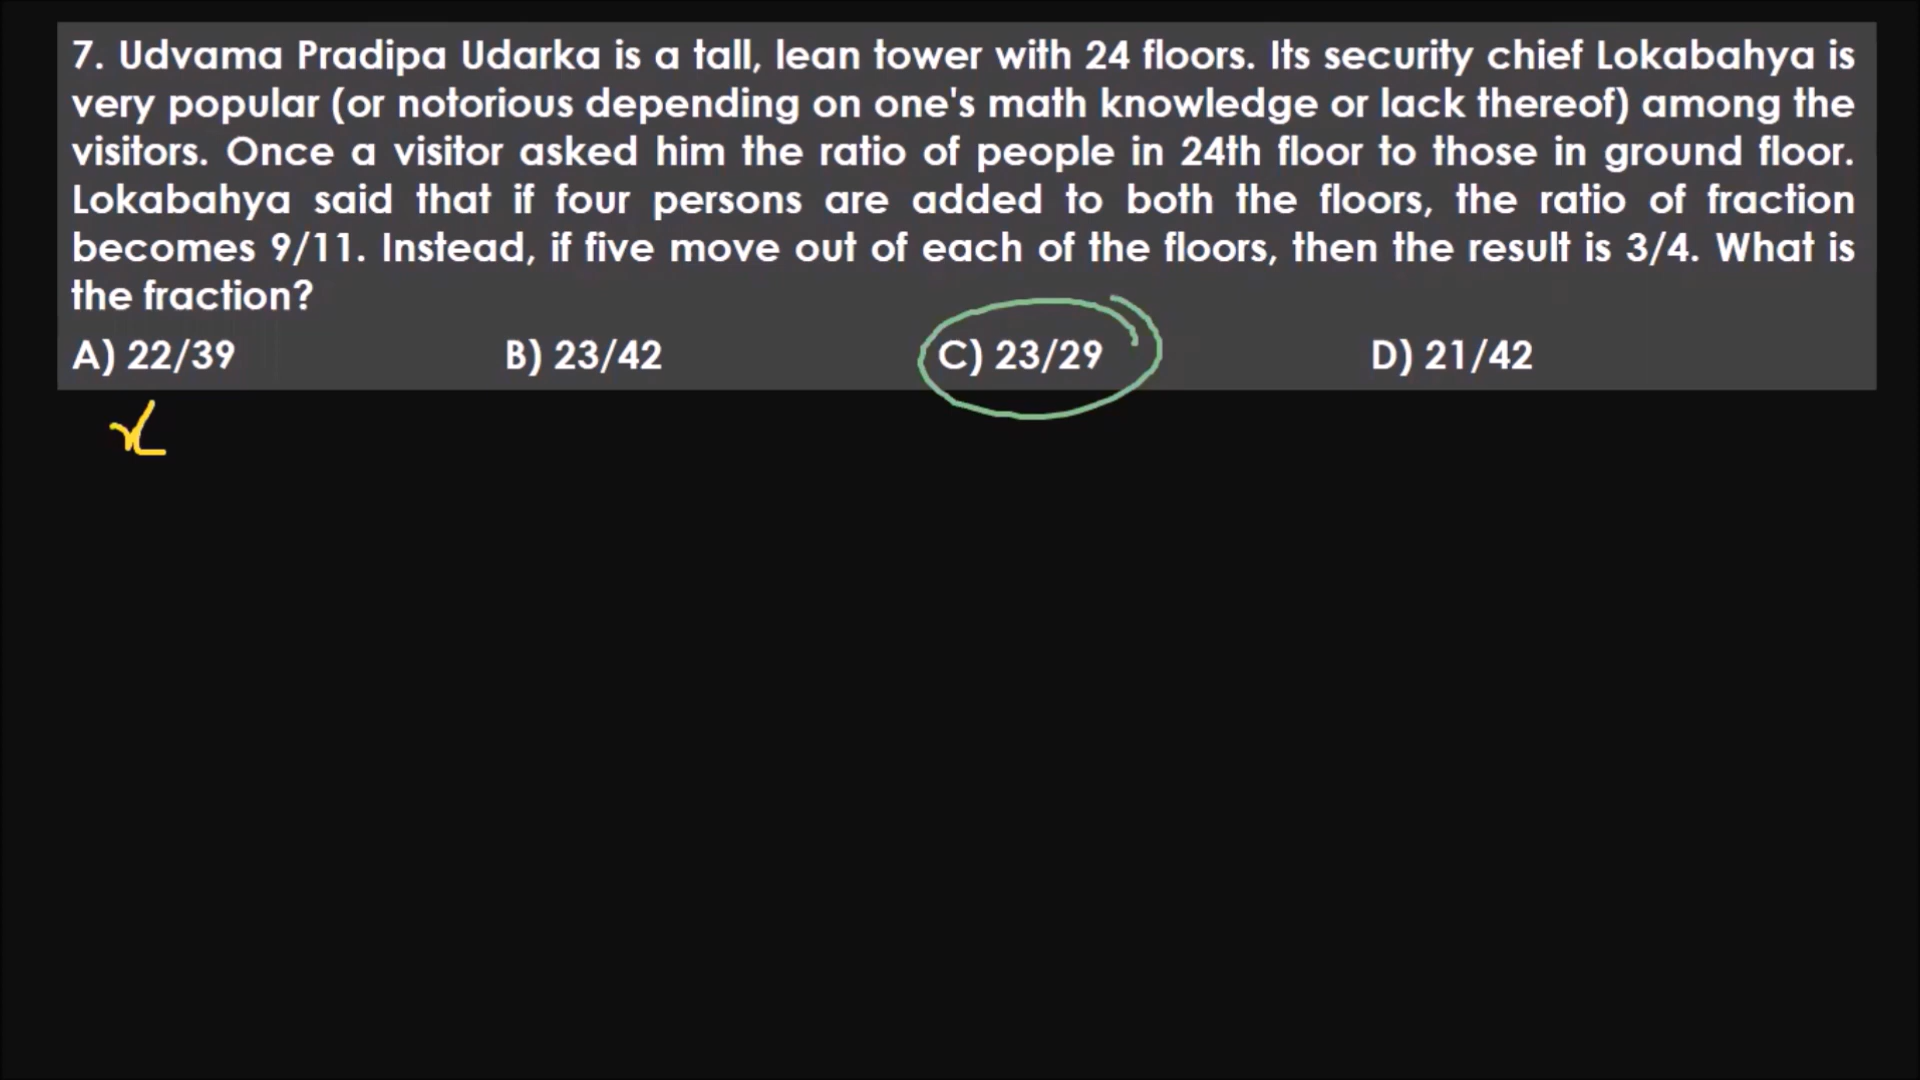 7. Udvama Pradipa Udarka is a tall, lean tower with 24 floors. Its security chief Lokabahya is
very popular (or notorious depending on one's math knowledge or lack thereof) among the
visitors. Once a visitor asked him the ratio of people in 24th floor to those in ground floor.
Lokabahya said that if four persons are added to both the floors, the ratio of fraction
becomes 9/11. Instead, if five move out of each of the floors, then the result is 3/4. What is
the fraction?
A) 22/39 B) 23/42 C) 23/29 D) 21/42
x